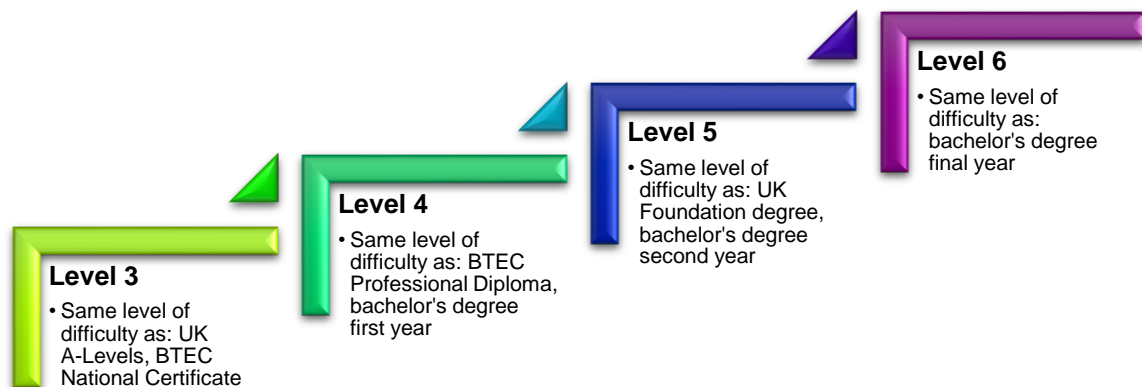 Level 3
• Same level of
difficulty as: UK
A-Levels, BTEC
National Certificate
Level 4
• Same level of
difficulty as: BTEC
Professional Diploma,
bachelor's degree
first year
Level 5
• Same level of
difficulty as: UK
Foundation degree,
bachelor's degree
second year
Level 6
• Same level of
difficulty as:
bachelor's degree
final year